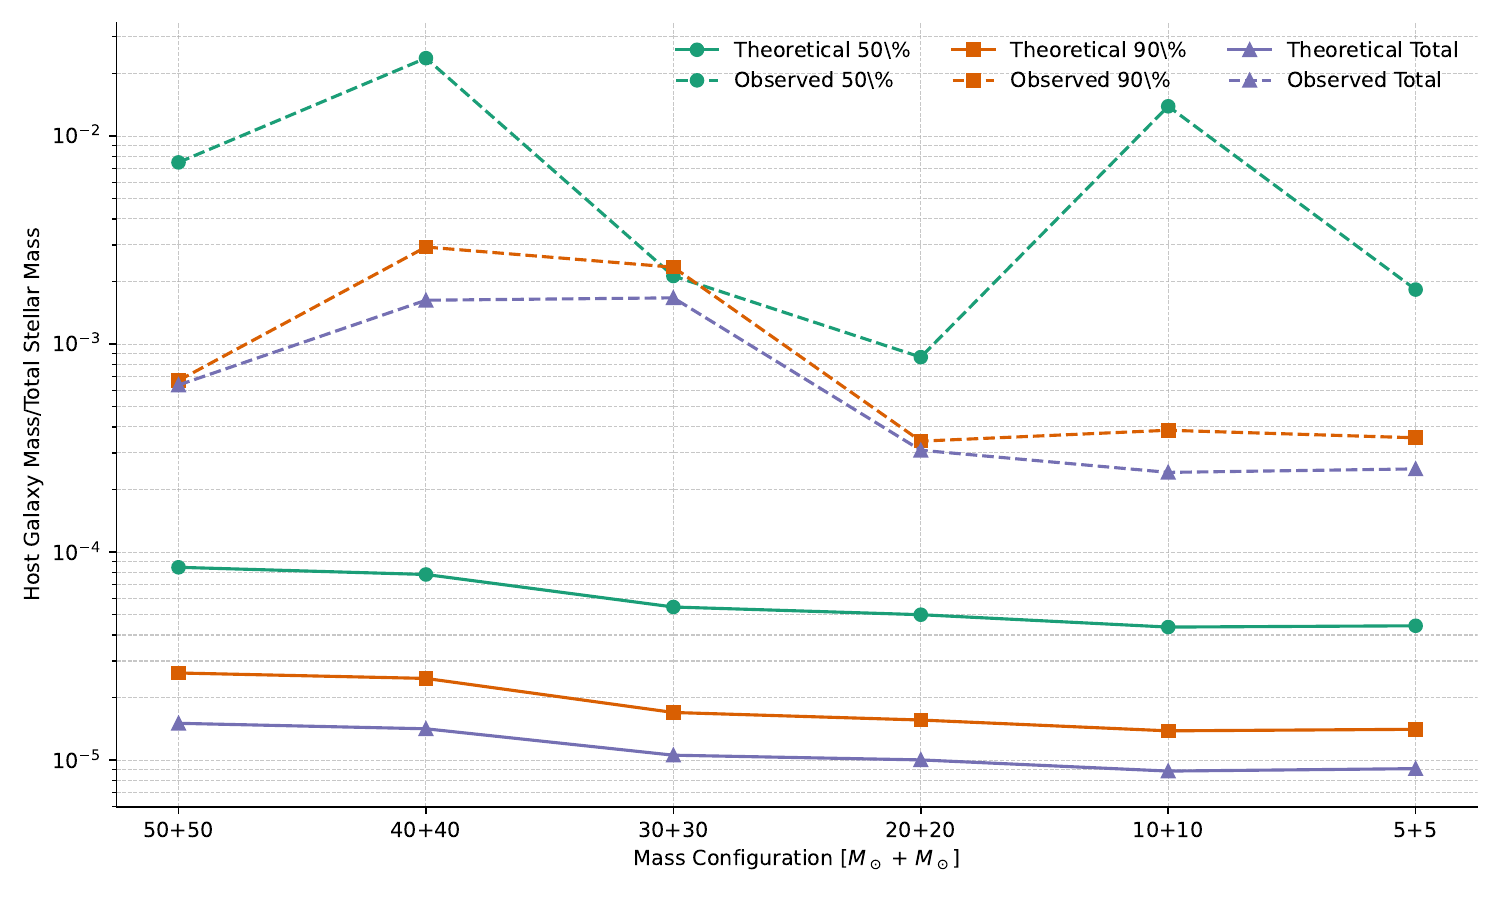 Theoretical 50\%
Observed 50\%
Theoretical 90\%
Observed 90\%
Theoretical Total
Observed Total
Host Galaxy Mass/Total Stellar Mass
10⁻²
10⁻³
10⁻⁴
10⁻⁵
50+50
40+40
30+30
20+20
10+10
5+5
Mass Configuration [M⊙ + M⊙]